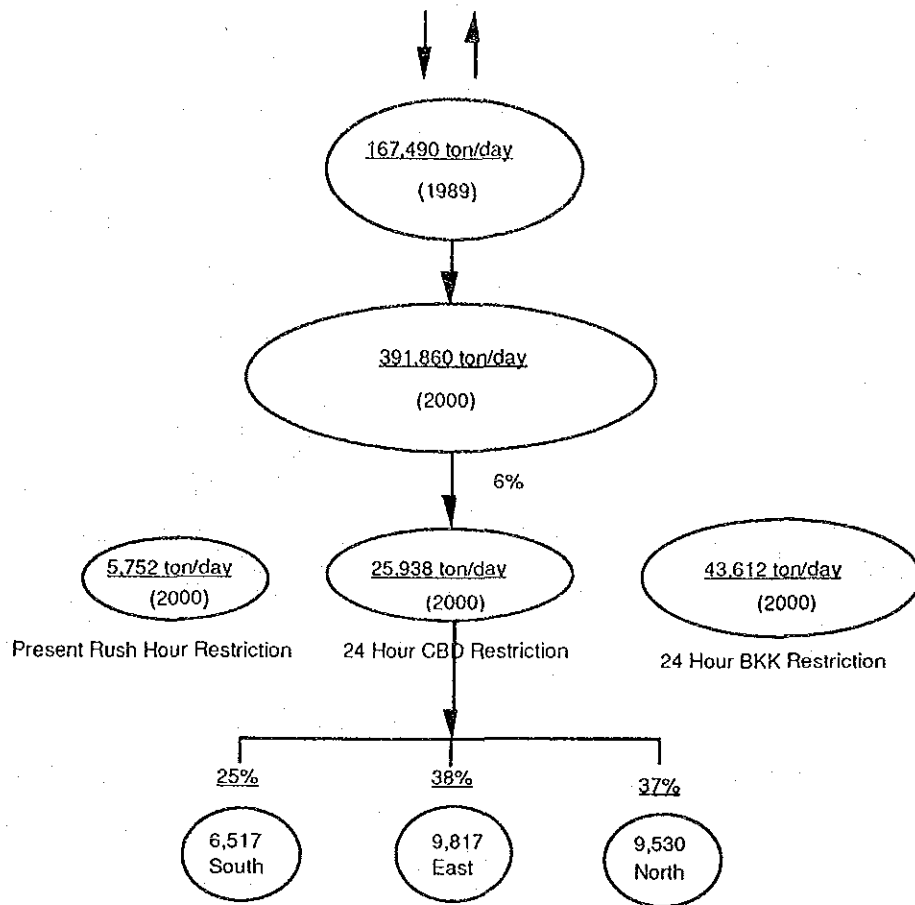 167,490 ton/day
(1989)
391,860 ton/day
(2000)
6%
5,752 ton/day
(2000)
Present Rush Hour Restriction
25,938 ton/day
(2000)
24 Hour CBD Restriction
43,612 ton/day
(2000)
24 Hour BKK Restriction
25%
38%
37%
6,517
South
9,817
East
9,530
North